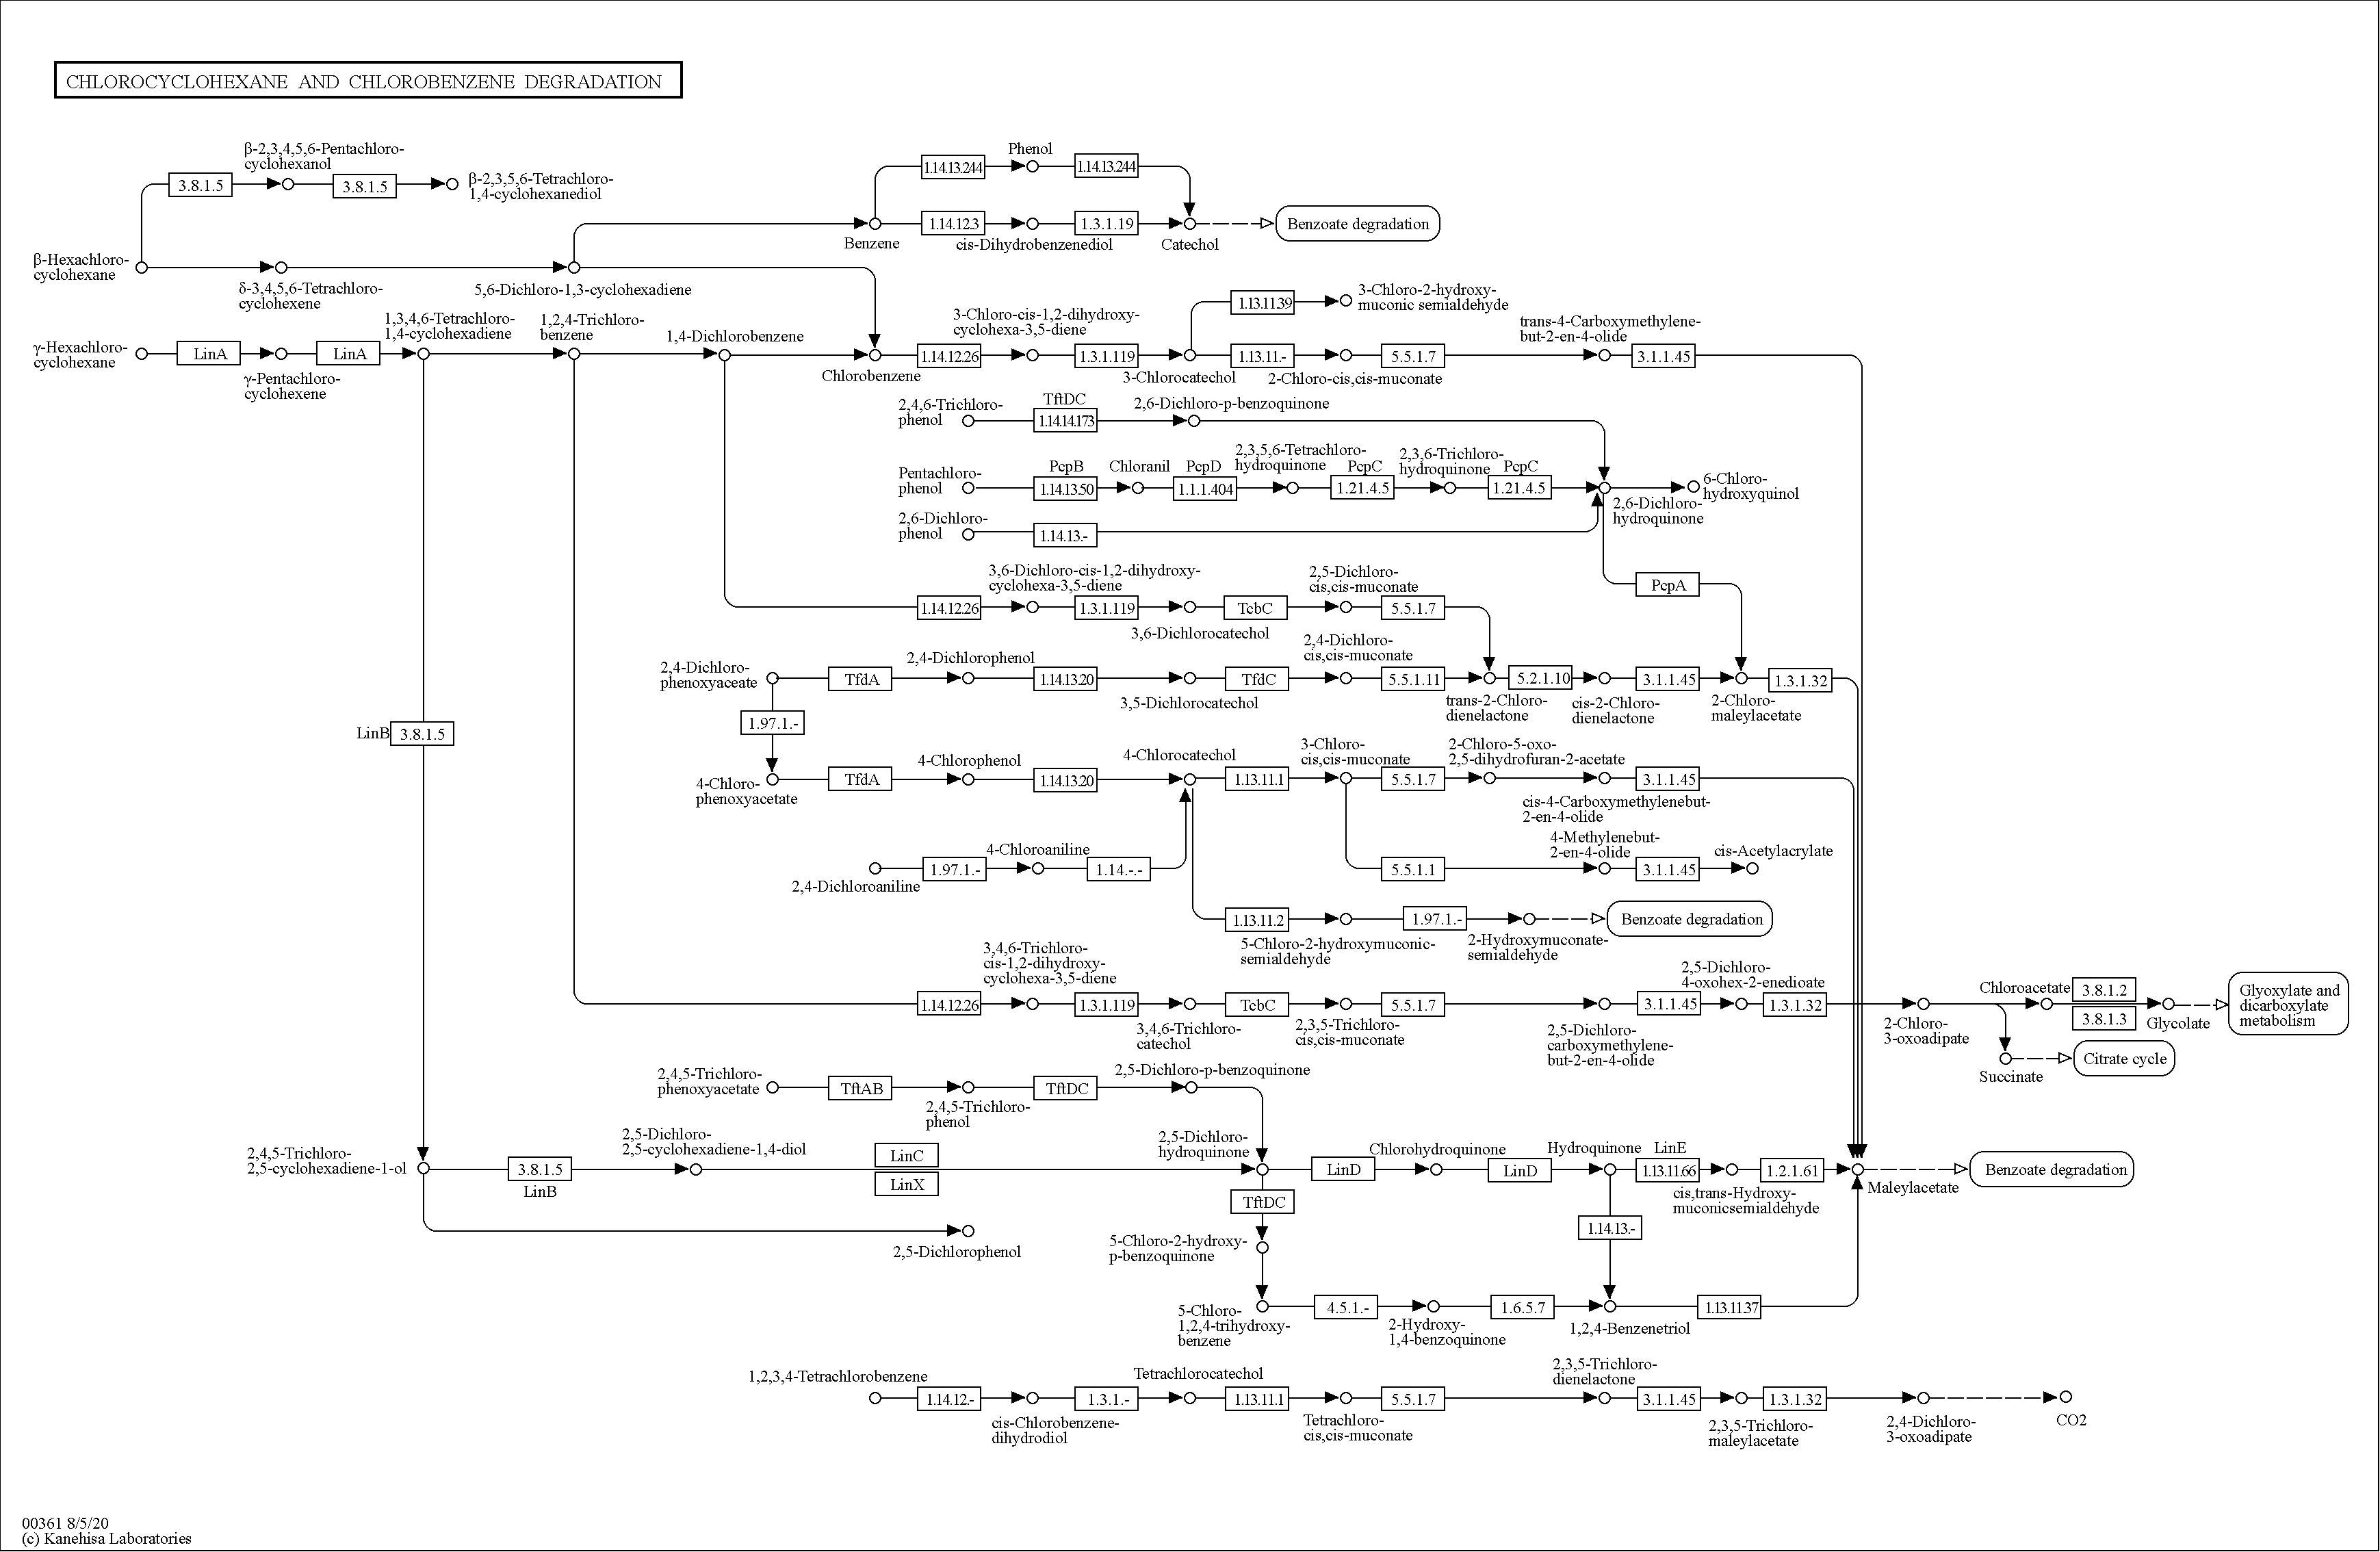 CHLOROCYCLOHEXANE AND CHLOROBENZENE DEGRADATION
β-2,3,4,5,6-Pentachloro-
cyclohexanol
3.8.1.5
3.8.1.5
β-2,3,5,6-Tetrachloro-
1,4-cyclohexanediol
Phenol
1.14.13.244
1.14.13.244
Benzene
1.14.12.3
cis-Dihydrobenzenediol
1.3.1.19
Catechol
Benzoate degradation
β-Hexachloro-
cyclohexane
δ-3,4,5,6-Tetrachloro-
cyclohexene
5,6-Dichloro-1,3-cyclohexadiene
γ-Hexachloro-
cyclohexane
LinA
γ-Pentachloro-
cyclohexene
LinA
1,3,4,6-Tetrachloro-
1,4-cyclohexadiene
1,2,4-Trichloro-
benzene
1,4-Dichlorobenzene
Chlorobenzene
1.14.12.26
3-Chloro-cis-1,2-dihydroxy-
cyclohexa-3,5-diene
1.3.1.119
3-Chlorocatechol
1.13.11.39
3-Chloro-2-hydroxy-
muconic semialdehyde
1.13.11.-
2-Chloro-cis,cis-muconate
5.5.1.7
trans-4-Carboxymethylene-
but-2-en-4-olide
3.1.1.45
2,4,6-Trichloro-
phenol
TftDC
1.14.14.173
2,6-Dichloro-p-benzoquinone
Pentachloro-
phenol
PcpB
1.14.13.50
Chloranil
PcpD
1.1.1.404
2,3,5,6-Tetrachloro-
hydroquinone
PcpC
1.21.4.5
2,3,6-Trichloro-
hydroquinone
PcpC
1.21.4.5
2,6-Dichloro-
hydroquinone
6-Chloro-
hydroxyquinol
2,6-Dichloro-
phenol
1.14.13.-
PcpA
1.14.12.26
3,6-Dichloro-cis-1,2-dihydroxy-
cyclohexa-3,5-diene
1.3.1.119
3,6-Dichlorocatechol
TcbC
2,5-Dichloro-
cis,cis-muconate
5.5.1.7
2,4-Dichloro-
phenoxyaceate
TfdA
2,4-Dichlorophenol
1.14.13.20
3,5-Dichlorocatechol
TfdC
2,4-Dichloro-
cis,cis-muconate
5.5.1.11
trans-2-Chloro-
dienelactone
5.2.1.10
cis-2-Chloro-
dienelactone
3.1.1.45
2-Chloro-
maleylacetate
1.3.1.32
1.97.1.-
LinB
3.8.1.5
4-Chloro-
phenoxyacetate
TfdA
4-Chlorophenol
1.14.13.20
4-Chlorocatechol
1.13.11.1
3-Chloro-
cis,cis-muconate
5.5.1.7
2-Chloro-5-oxo-
2,5-dihydrofuran-2-acetate
cis-4-Carboxymethylenebut-
2-en-4-olide
3.1.1.45
2,4-Dichloroaniline
1.97.1.-
4-Chloroaniline
1.14.-.-
5.5.1.1
4-Methylenebut-
2-en-4-olide
3.1.1.45
cis-Acetylacrylate
1.13.11.2
5-Chloro-2-hydroxymuconic-
semialdehyde
1.97.1.-
2-Hydroxymuconate-
semialdehyde
Benzoate degradation
1.14.12.26
3,4,6-Trichloro-
cis-1,2-dihydroxy-
cyclohexa-3,5-diene
1.3.1.119
3,4,6-Trichloro-
catechol
TcbC
2,3,5-Trichloro-
cis,cis-muconate
5.5.1.7
2,5-Dichloro-
carboxymethylene-
but-2-en-4-olide
3.1.1.45
2,5-Dichloro-
4-oxohex-2-enedioate
1.3.1.32
2-Chloro-
3-oxoadipate
Chloroacetate
3.8.1.2
3.8.1.3
Glycolate
Glyoxylate and
dicarboxylate
metabolism
Succinate
Citrate cycle
2,4,5-Trichloro-
phenoxyacetate
TftAB
2,4,5-Trichloro-
phenol
TftDC
2,5-Dichloro-p-benzoquinone
2,4,5-Trichloro-
2,5-cyclohexadiene-1-ol
3.8.1.5
LinB
2,5-Dichloro-
2,5-cyclohexadiene-1,4-diol
LinC
LinX
2,5-Dichloro-
hydroquinone
LinD
Chlorohydroquinone
LinD
Hydroquinone
LinE
1.13.11.66
cis,trans-Hydroxy-
muconicsemialdehyde
1.2.1.61
Maleylacetate
Benzoate degradation
2,5-Dichlorophenol
TftDC
5-Chloro-2-hydroxy-
p-benzoquinone
1.14.13.-
5-Chloro-
1,2,4-trihydroxy-
benzene
4.5.1.-
2-Hydroxy-
1,4-benzoquinone
1.6.5.7
1,2,4-Benzenetriol
1.13.11.37
1,2,3,4-Tetrachlorobenzene
1.14.12.-
cis-Chlorobenzene-
dihydrodiol
1.3.1.-
Tetrachlorocatechol
1.13.11.1
Tetrachloro-
cis,cis-muconate
5.5.1.7
2,3,5-Trichloro-
dienelactone
3.1.1.45
2,3,5-Trichloro-
maleylacetate
1.3.1.32
2,4-Dichloro-
3-oxoadipate
CO2
00361 8/5/20
(c) Kanehisa Laboratories